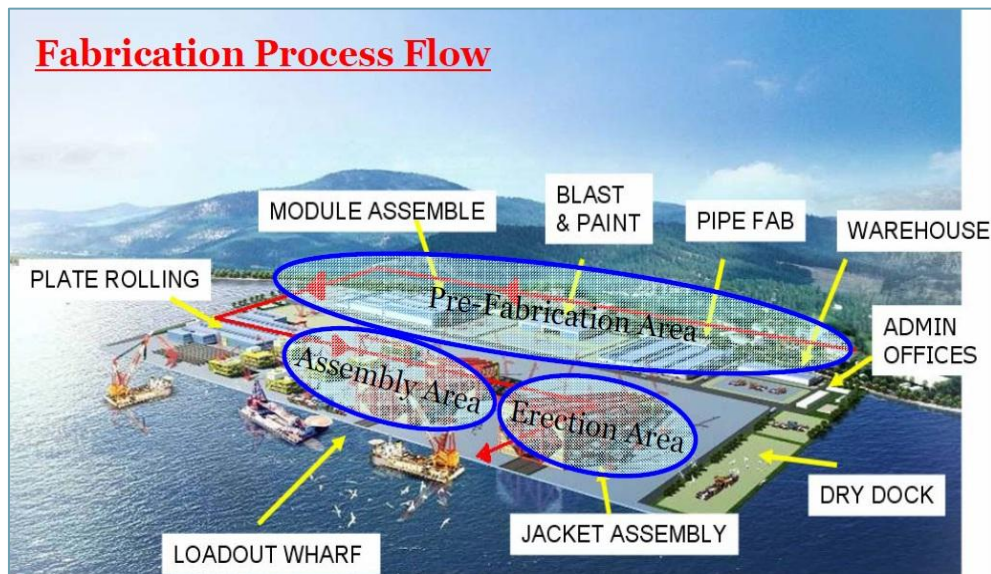 Fabrication Process Flow
MODULE ASSEMBLE
BLAST
& PAINT
PIPE FAB
WAREHOUSE
PLATE ROLLING
Pre-Fabrication Area
ADMIN
OFFICES
Assembly Area
Erection Area
DRY DOCK
JACKET ASSEMBLY
LOADOUT WHARF